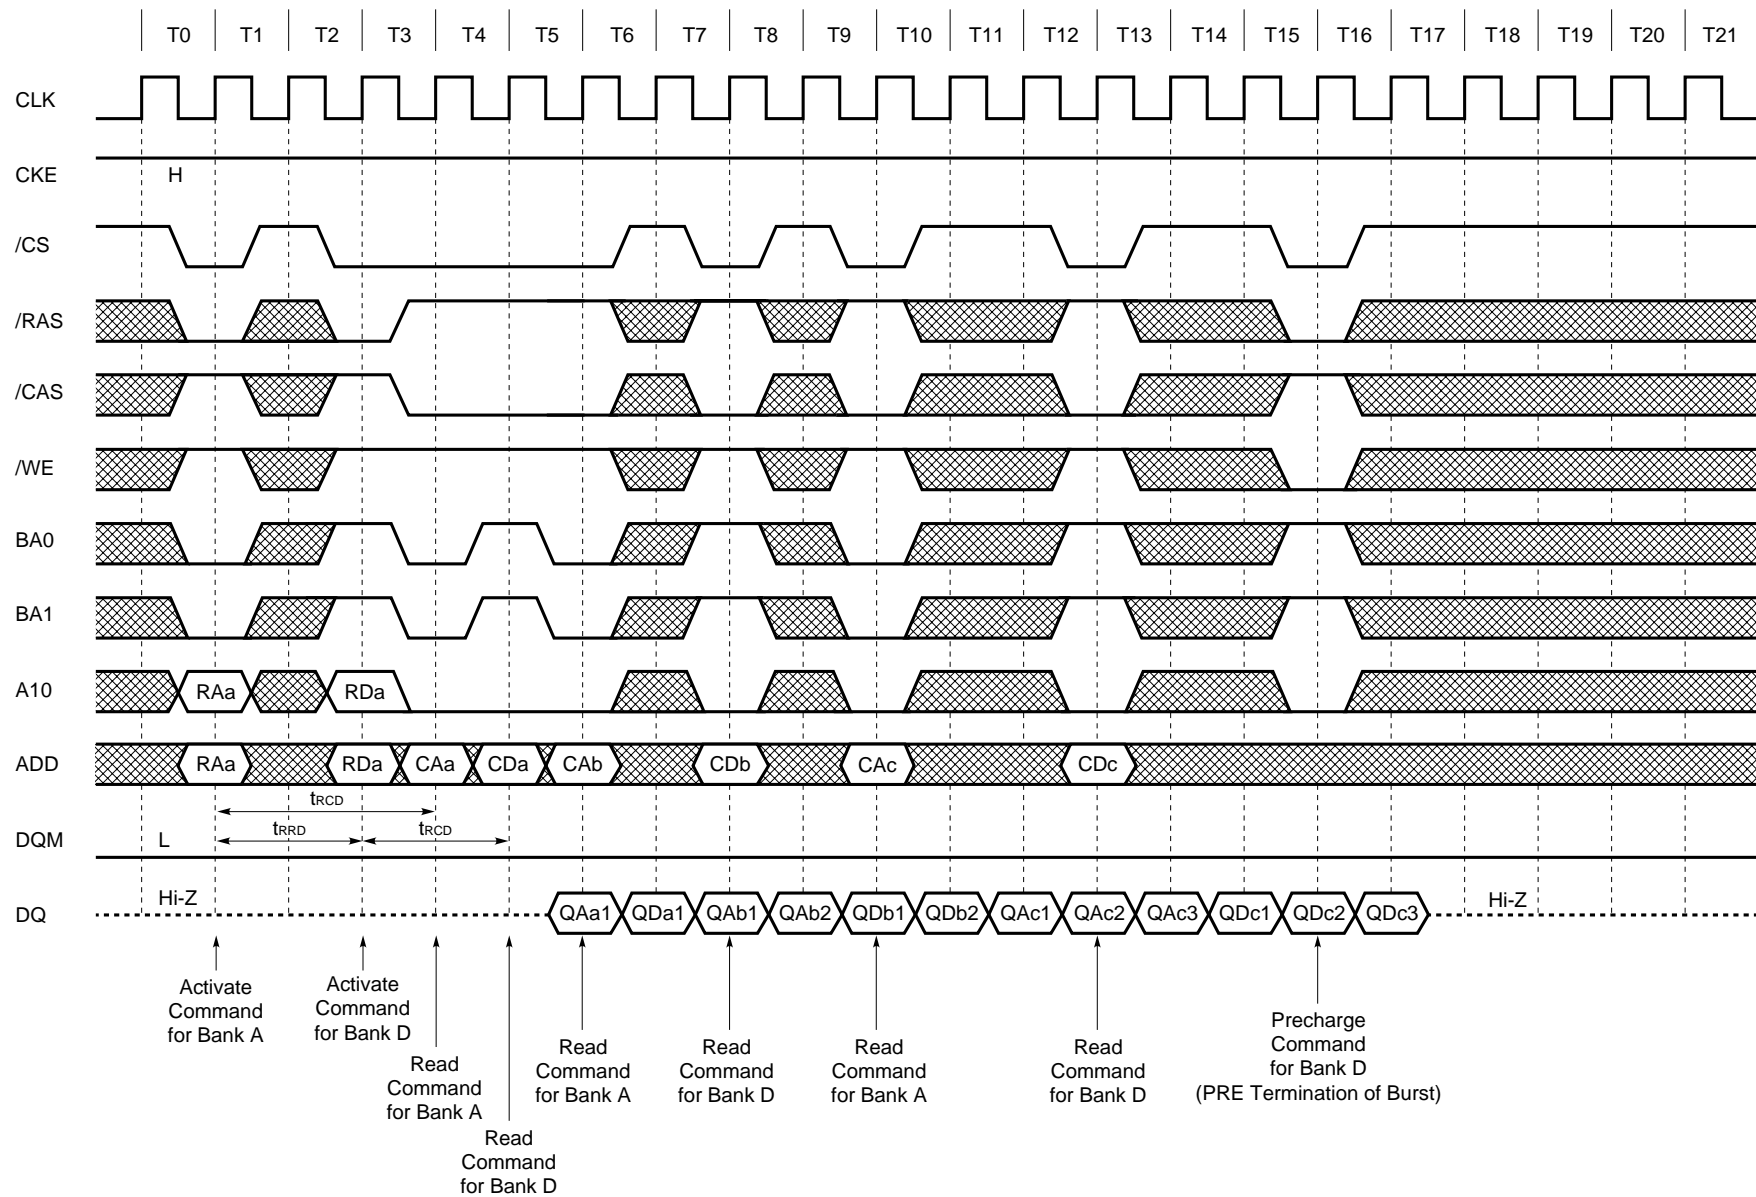 T0 T1 T2 T3 T4 T5 T6 T7 T8 T9 T10 T11 T12 T13 T14 T15 T16 T17 T18 T19 T20 T21
CLK
CKE H
/CS
/RAS
/CAS
/WE
BA0
BA1
A10 RAa RDa
ADD RAa RDa CAa CDa CAb CDb CAc CDc
tRCD
tRRD tRCD
DQM L
Hi-Z Hi-Z
DQ QAa1 QDa1 QAb1 QAb2 QDb1 QDb2 QAc1 QAc2 QAc3 QDc1 QDc2 QDc3
Activate
Command
for Bank A
Activate
Command
for Bank D
Read
Command
for Bank A
Read
Command
for Bank D
Read
Command
for Bank A
Read
Command
for Bank D
Read
Command
for Bank A
Read
Command
for Bank D
Precharge
Command
for Bank D
(PRE Termination of Burst)